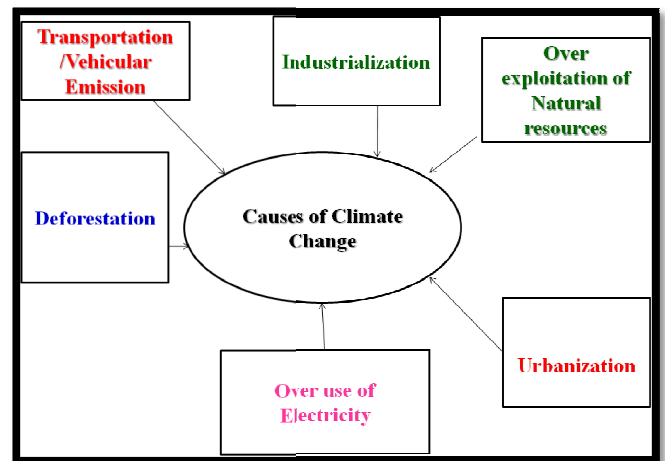 Transportation
/Vehicular
Emission
Industrialization
Over
exploitation of
Natural
resources
Deforestation
Causes of Climate
Change
Urbanization
Over use of
Electricity